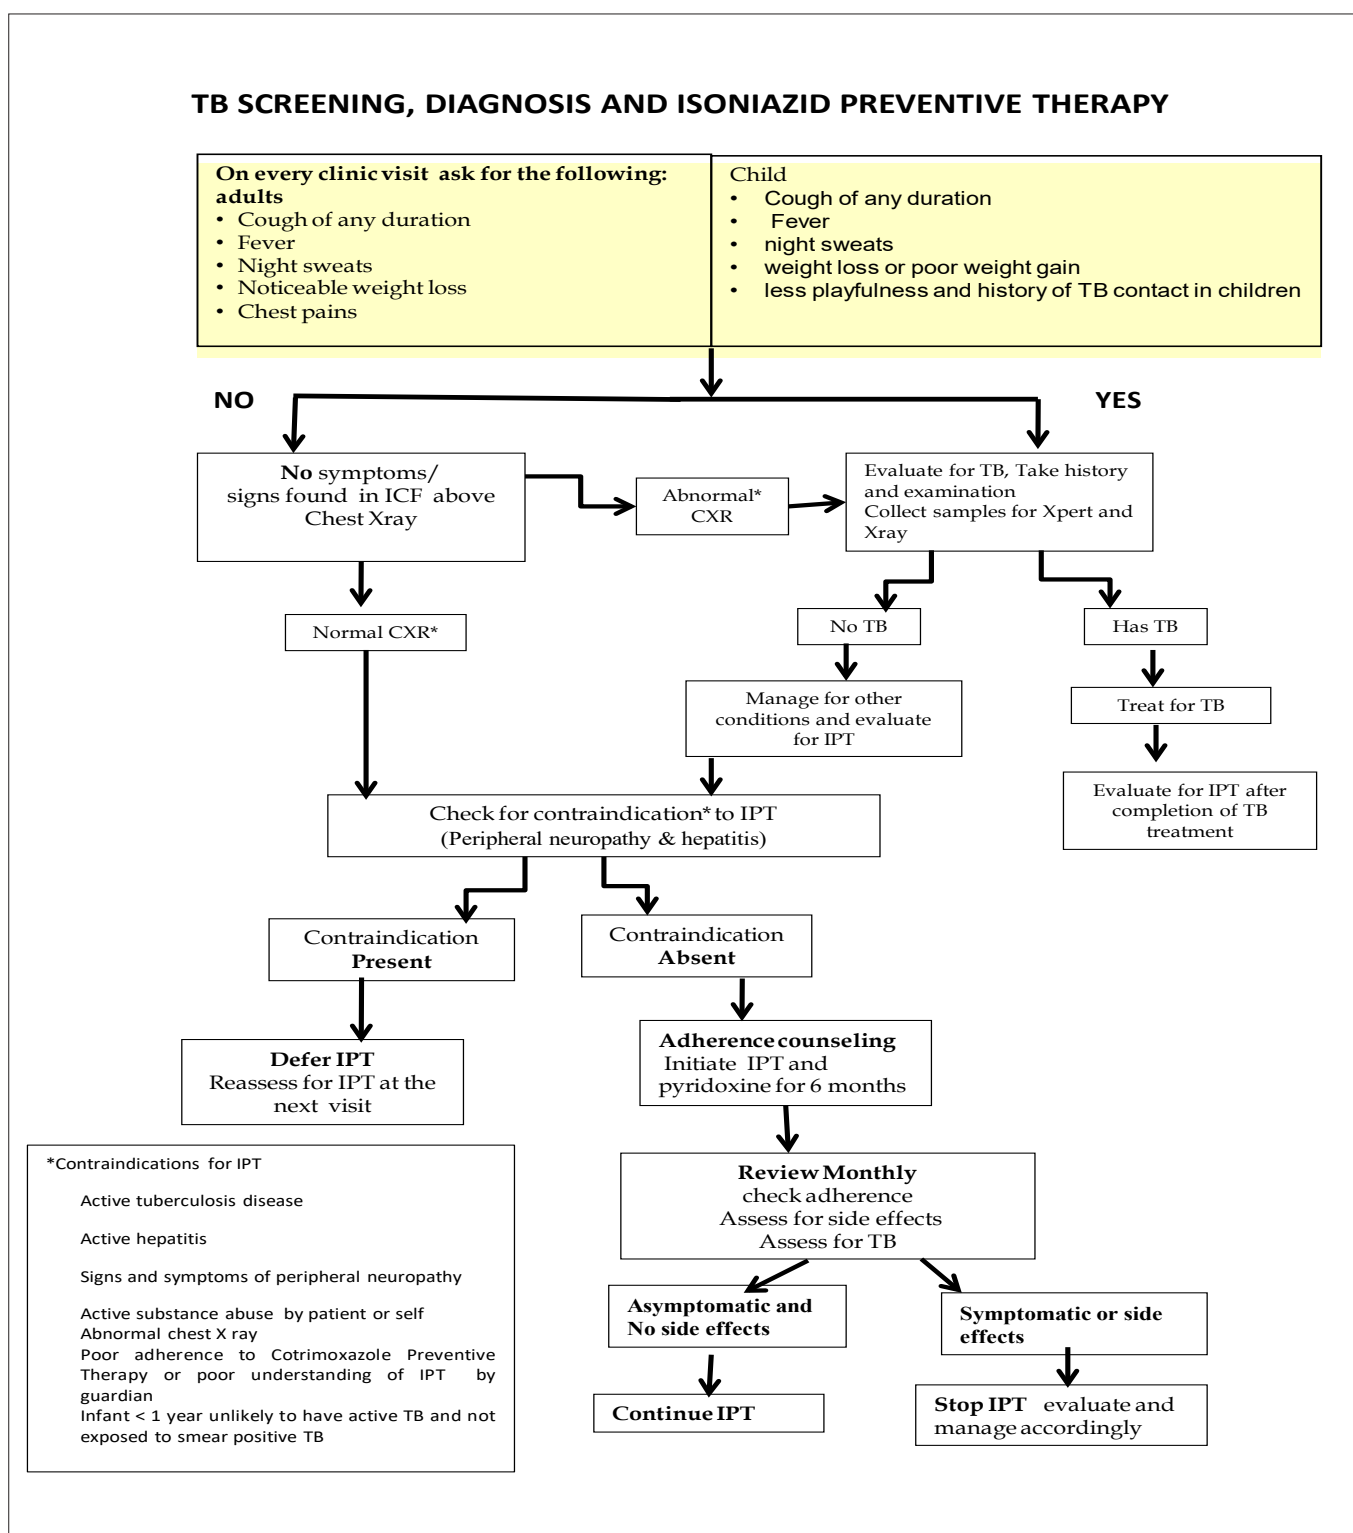 TB SCREENING, DIAGNOSIS AND ISONIAZID PREVENTIVE THERAPY
On every clinic visit ask for the following:
adults
• Cough of any duration
• Fever
• Night sweats
• Noticeable weight loss
• Chest pains
Child
• Cough of any duration
• Fever
• night sweats
• weight loss or poor weight gain
• less playfulness and history of TB contact in children
NO
YES
No symptoms/
signs found in ICF above
Chest Xray
Abnormal*
CXR
Evaluate for TB, Take history
and examination
Collect samples for Xpert and
Xray
Normal CXR*
No TB
Has TB
Manage for other
conditions and evaluate
for IPT
Treat for TB
Evaluate for IPT after
completion of TB
treatment
Check for contraindication* to IPT
(Peripheral neuropathy & hepatitis)
Contraindication
Present
Contraindication
Absent
Defer IPT
Reassess for IPT at the
next visit
Adherence counseling
Initiate IPT and
pyridoxine for 6 months
Review Monthly
check adherence
Assess for side effects
Assess for TB
Asymptomatic and
No side effects
Symptomatic or side
effects
Continue IPT
Stop IPT evaluate and
manage accordingly
*Contraindications for IPT
Active tuberculosis disease
Active hepatitis
Signs and symptoms of peripheral neuropathy
Active substance abuse by patient or self
Abnormal chest X ray
Poor adherence to Cotrimoxazole Preventive
Therapy or poor understanding of IPT by
guardian
Infant < 1 year unlikely to have active TB and not
exposed to smear positive TB